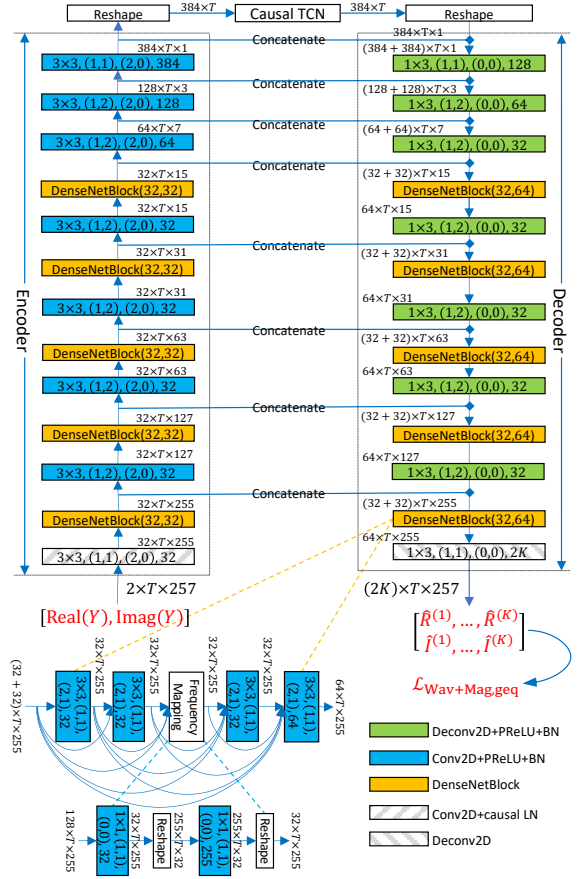 Reshape
384×T
Causal TCN
384×T
Reshape
Concatenate
384×T×1
384×T×1
(384 + 384)×T×1
3×3, (1,1), (2,0), 384
1×3, (1,1), (0,0), 128
Concatenate
128×T×3
(128 + 128)×T×3
3×3, (1,2), (2,0), 128
1×3, (1,2), (0,0), 64
Concatenate
64×T×7
(64 + 64)×T×7
3×3, (1,2), (2,0), 64
1×3, (1,2), (0,0), 32
Concatenate
32×T×15
(32 + 32)×T×15
DenseNetBlock(32,32)
DenseNetBlock(32,64)
32×T×15
64×T×15
3×3, (1,2), (2,0), 32
1×3, (1,2), (0,0), 32
Concatenate
32×T×31
(32 + 32)×T×31
DenseNetBlock(32,32)
DenseNetBlock(32,64)
32×T×31
64×T×31
3×3, (1,2), (2,0), 32
1×3, (1,2), (0,0), 32
Concatenate
32×T×63
(32 + 32)×T×63
DenseNetBlock(32,32)
DenseNetBlock(32,64)
32×T×63
64×T×63
3×3, (1,2), (2,0), 32
1×3, (1,2), (0,0), 32
Concatenate
32×T×127
(32 + 32)×T×127
DenseNetBlock(32,32)
DenseNetBlock(32,64)
32×T×127
64×T×127
3×3, (1,2), (2,0), 32
1×3, (1,2), (0,0), 32
Concatenate
32×T×255
(32 + 32)×T×255
DenseNetBlock(32,32)
DenseNetBlock(32,64)
32×T×255
64×T×255
3×3, (1,1), (2,0), 32
1×3, (1,1), (0,0), 2K
Encoder
Decoder
2×T×257
(2K)×T×257
[Real(Y), Imag(Y)]
R̂⁽¹⁾, …, R̂⁽ᴷ⁾
Î⁽¹⁾, …, Î⁽ᴷ⁾
ℒWav+Mag,geq
(32 + 32)×T×255
3×3, (1,1),
(2,1), 32
32×T×255
3×3, (1,1),
(2,1), 32
32×T×255
Frequency
Mapping
32×T×255
3×3, (1,1),
(2,1), 32
32×T×255
3×3, (1,1),
(2,1), 64
64×T×255
128×T×255
1×1, (1,1),
(0,0), 32
32×T×255
Reshape
255×T×32
1×1, (1,1),
(0,0), 255
255×T×32
Reshape
32×T×255
Deconv2D+PReLU+BN
Conv2D+PReLU+BN
DenseNetBlock
Conv2D+causal LN
Deconv2D